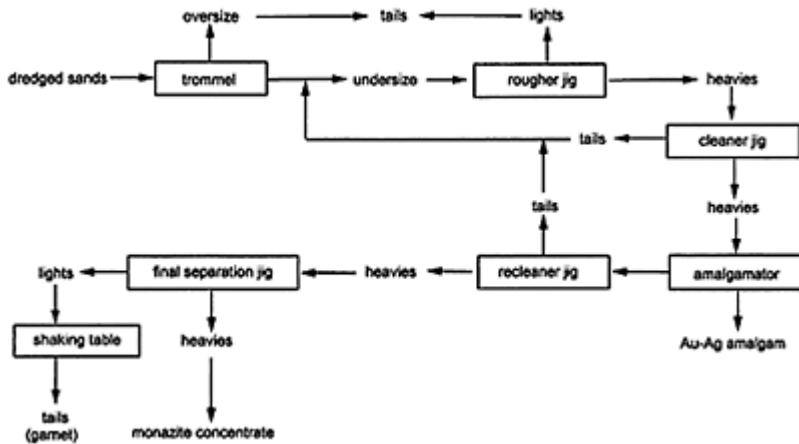 oversize
tails
lights
dredged sands
trommel
undersize
rougher jig
heavies
tails
cleaner jig
tails
heavies
lights
final separation jig
heavies
recleaner jig
amalgamator
shaking table
heavies
Au-Ag amalgam
tails
(garnet)
monazite concentrate